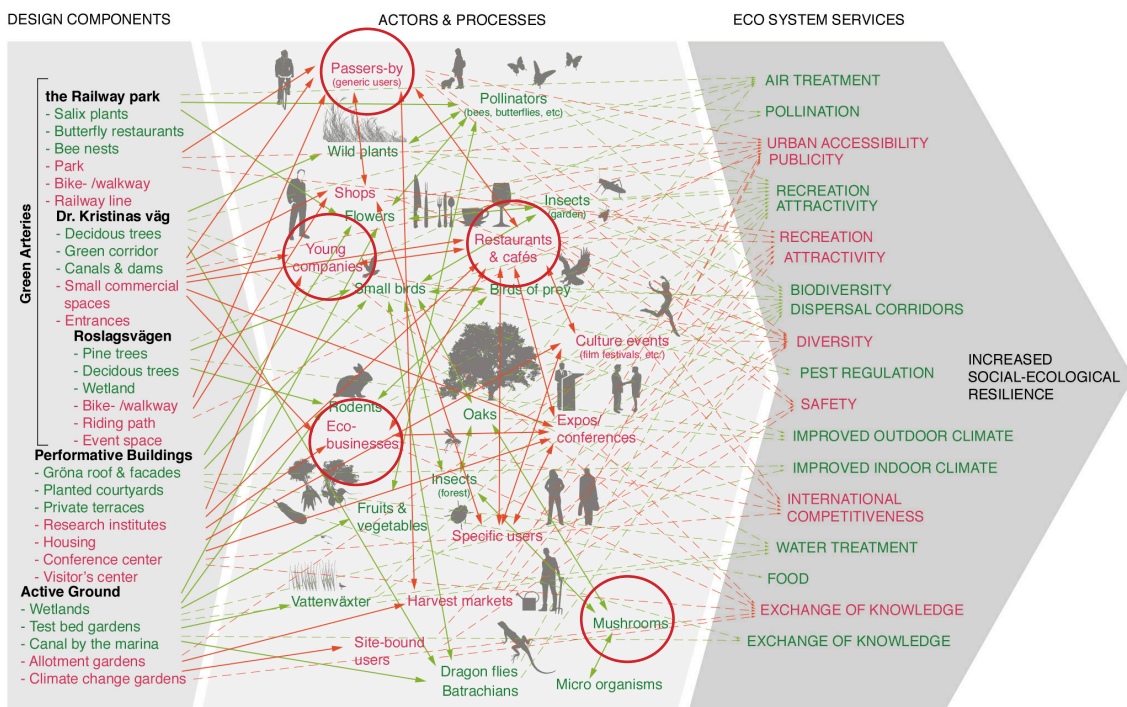 DESIGN COMPONENTS
ACTORS & PROCESSES
ECO SYSTEM SERVICES
Green Arteries
the Railway park
- Salix plants
- Butterfly restaurants
- Bee nests
- Park
- Bike- /walkway
- Railway line
Dr. Kristinas väg
- Decidous trees
- Green corridor
- Canals & dams
- Small commercial
spaces
- Entrances
Roslagsvägen
- Pine trees
- Decidous trees
- Wetland
- Bike- /walkway
- Riding path
- Event space
Performative Buildings
- Gröna roof & facades
- Planted courtyards
- Private terraces
- Research institutes
- Housing
- Conference center
- Visitor's center
Active Ground
- Wetlands
- Test bed gardens
- Canal by the marina
- Allotment gardens
- Climate change gardens
Passers-by
(generic users)
Pollinators
(bees, butterflies, etc)
Wild plants
Shops
Flowers
Insects
(garden)
Young
companies
Restaurants
& cafés
Small birds
Birds of prey
Culture events
(film festivals, etc.)
Rodents
Eco-
businesses
Oaks
Expos/
conferences
Insects
(forest)
Fruits &
vegetables
Specific users
Vattenväxter
Harvest markets
Mushrooms
Site-bound
users
Dragon flies
Batrachians
Micro organisms
AIR TREATMENT
POLLINATION
URBAN ACCESSIBILITY
PUBLICITY
RECREATION
ATTRACTIVITY
RECREATION
ATTRACTIVITY
BIODIVERSITY
DISPERSAL CORRIDORS
DIVERSITY
PEST REGULATION
SAFETY
IMPROVED OUTDOOR CLIMATE
IMPROVED INDOOR CLIMATE
INTERNATIONAL
COMPETITIVENESS
WATER TREATMENT
FOOD
EXCHANGE OF KNOWLEDGE
EXCHANGE OF KNOWLEDGE
INCREASED
SOCIAL-ECOLOGICAL
RESILIENCE